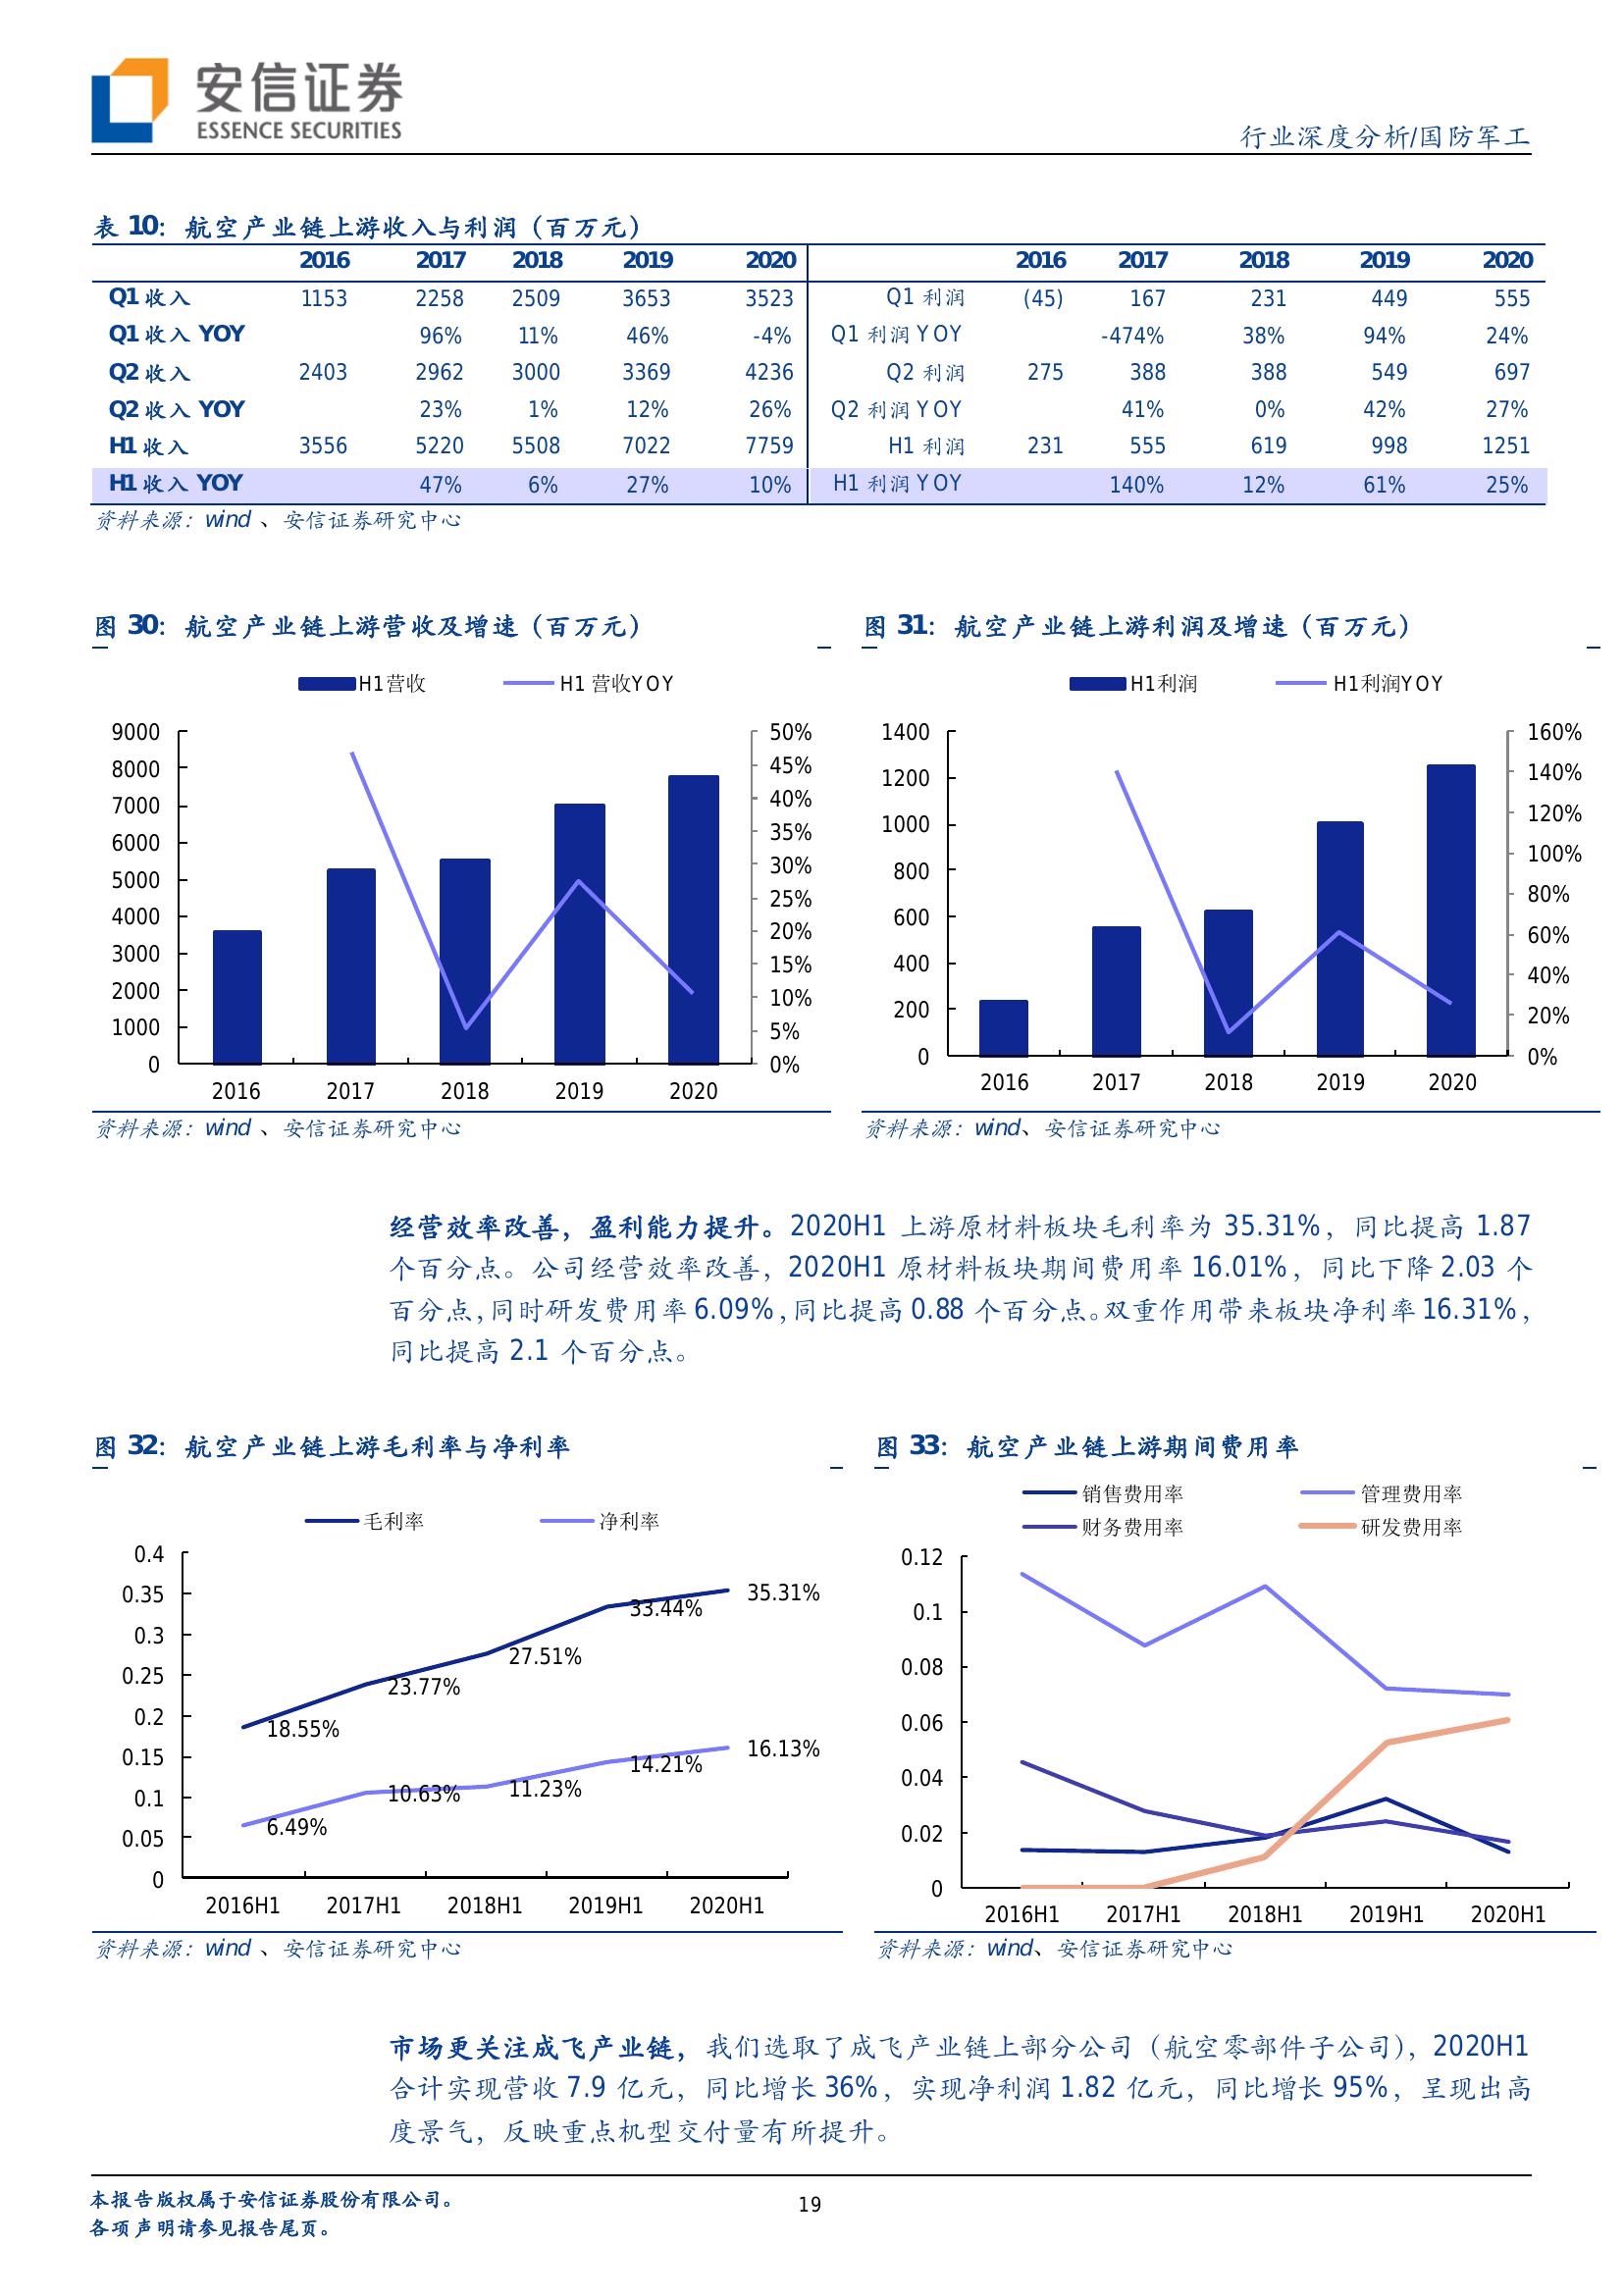 安信证券
ESSENCE SECURITIES
行业深度分析/国防军工
表 10：航空产业链上游收入与利润（百万元）
2016 2017 2018 2019 2020 2016 2017 2018 2019 2020
Q1 收入 1153 2258 2509 3653 3523 Q1 利润 (45) 167 231 449 555
Q1 收入 YOY 96% 11% 46% -4% Q1 利润 YOY -474% 38% 94% 24%
Q2 收入 2403 2962 3000 3369 4236 Q2 利润 275 388 388 549 697
Q2 收入 YOY 23% 1% 12% 26% Q2 利润 YOY 41% 0% 42% 27%
H1 收入 3556 5220 5508 7022 7759 H1 利润 231 555 619 998 1251
H1 收入 YOY 47% 6% 27% 10% H1 利润 YOY 140% 12% 61% 25%
资料来源：wind 、安信证券研究中心
图 30：航空产业链上游营收及增速（百万元）
H1营收 H1 营收YOY
9000
8000
7000
6000
5000
4000
3000
2000
1000
0
50%
45%
40%
35%
30%
25%
20%
15%
10%
5%
0%
2016 2017 2018 2019 2020
资料来源：wind 、安信证券研究中心
图 31：航空产业链上游利润及增速（百万元）
H1利润 H1利润YOY
1400
1200
1000
800
600
400
200
0
160%
140%
120%
100%
80%
60%
40%
20%
0%
2016 2017 2018 2019 2020
资料来源：wind、安信证券研究中心
经营效率改善，盈利能力提升。2020H1 上游原材料板块毛利率为 35.31%，同比提高 1.87
个百分点。公司经营效率改善，2020H1 原材料板块期间费用率 16.01%，同比下降 2.03 个
百分点，同时研发费用率 6.09%，同比提高 0.88 个百分点。双重作用带来板块净利率 16.31%，
同比提高 2.1 个百分点。
图 32：航空产业链上游毛利率与净利率
毛利率 净利率
0.4
0.35
0.3
0.25
0.2
0.15
0.1
0.05
0
18.55% 23.77% 27.51% 33.44% 35.31%
6.49% 10.63% 11.23% 14.21% 16.13%
2016H1 2017H1 2018H1 2019H1 2020H1
资料来源：wind 、安信证券研究中心
图 33：航空产业链上游期间费用率
销售费用率 管理费用率
财务费用率 研发费用率
0.12
0.1
0.08
0.06
0.04
0.02
0
2016H1 2017H1 2018H1 2019H1 2020H1
资料来源：wind、安信证券研究中心
市场更关注成飞产业链，我们选取了成飞产业链上部分公司（航空零部件子公司），2020H1
合计实现营收 7.9 亿元，同比增长 36%，实现净利润 1.82 亿元，同比增长 95%，呈现出高
度景气，反映重点机型交付量有所提升。
本报告版权属于安信证券股份有限公司。
各项声明请参见报告尾页。
19